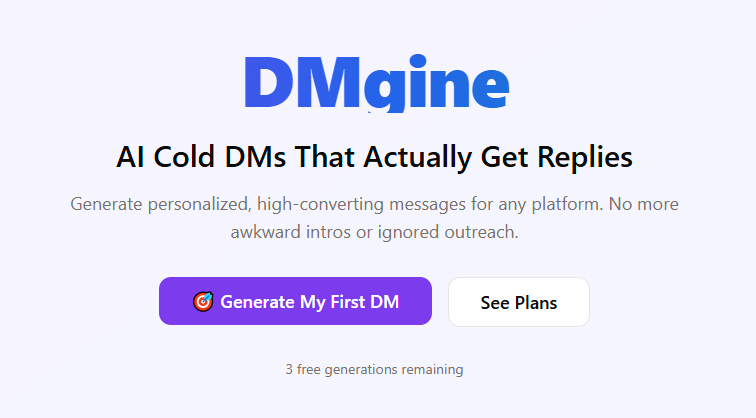 DMgine
AI Cold DMs That Actually Get Replies
Generate personalized, high-converting messages for any platform. No more
awkward intros or ignored outreach.
🎯 Generate My First DM
See Plans
3 free generations remaining